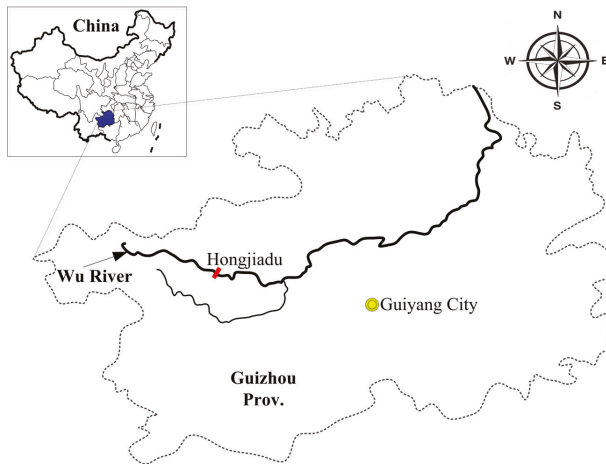 China
N
W
E
S
Hongjiadu
Wu River
Guiyang City
Guizhou
Prov.